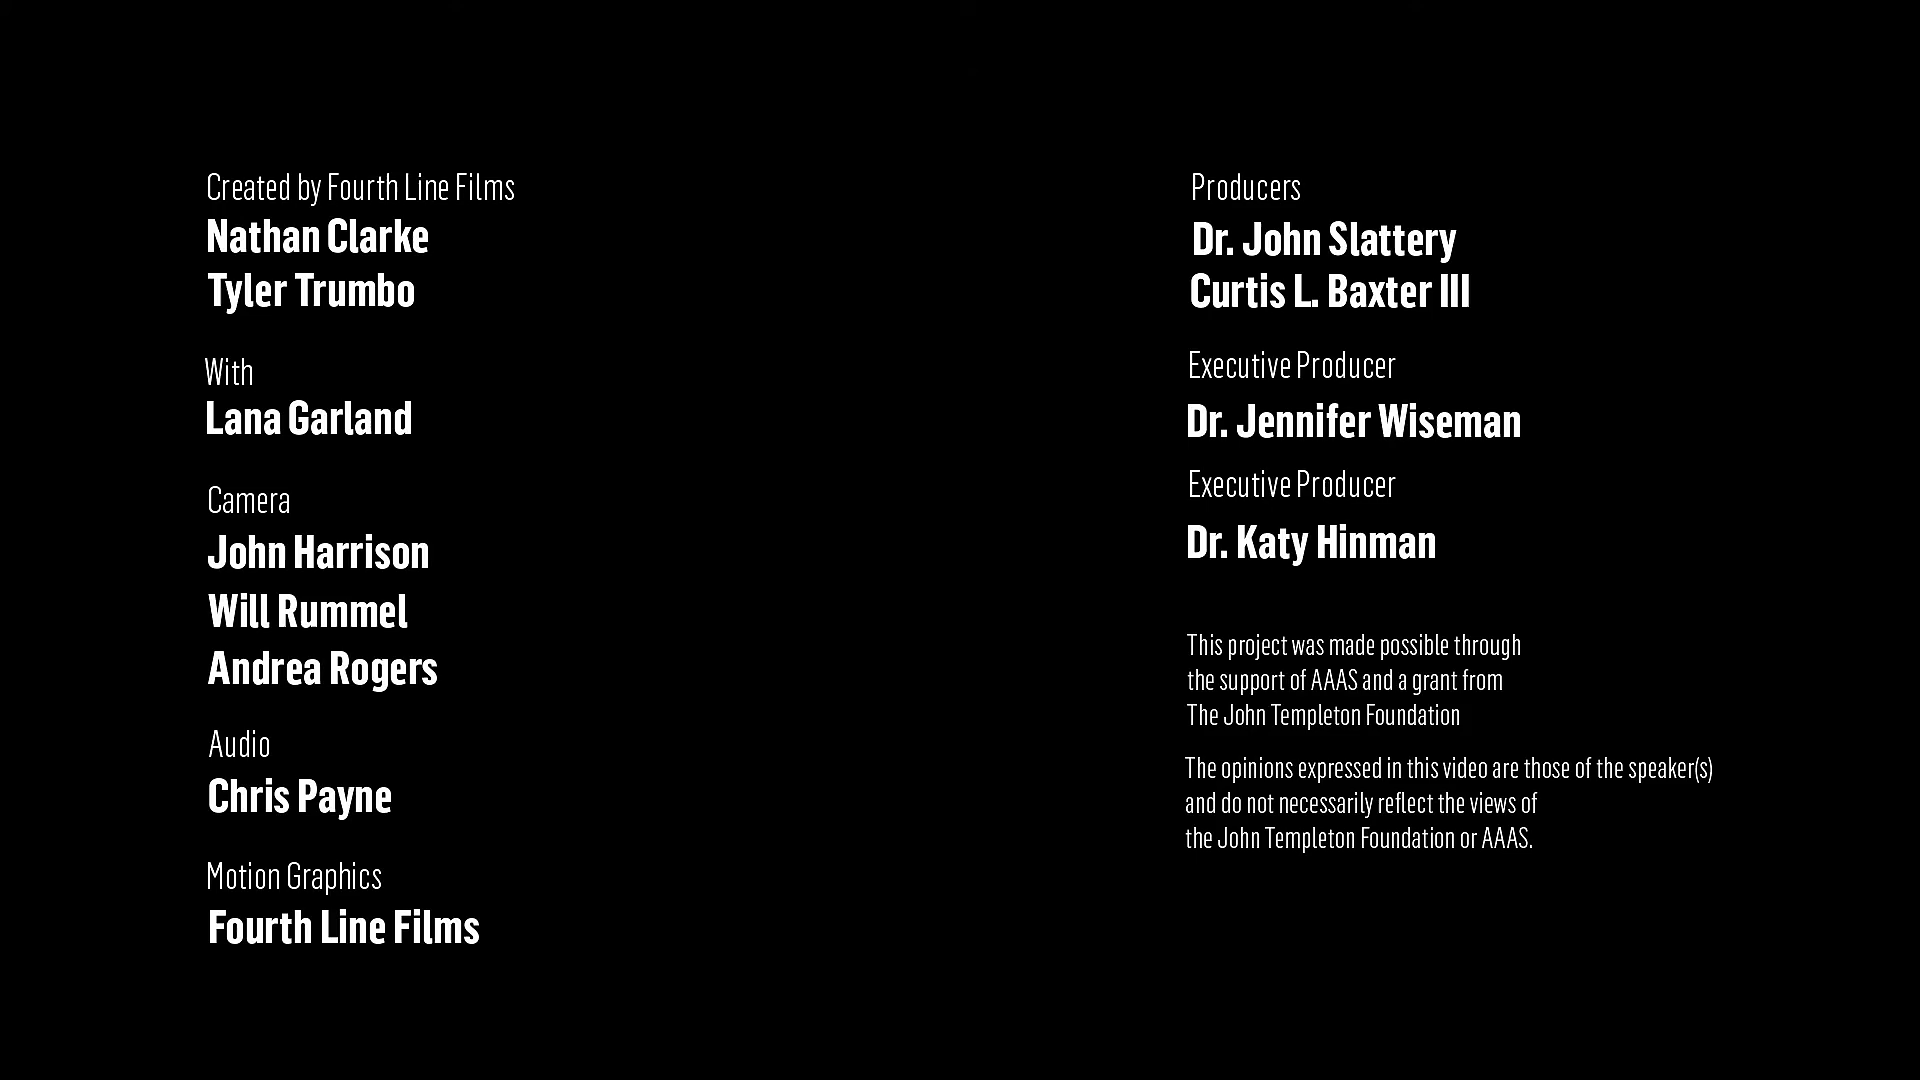 Created by Fourth Line Films
Nathan Clarke
Tyler Trumbo
With
Lana Garland
Camera
John Harrison
Will Rummel
Andrea Rogers
Audio
Chris Payne
Motion Graphics
Fourth Line Films
Producers
Dr. John Slattery
Curtis L. Baxter III
Executive Producer
Dr. Jennifer Wiseman
Executive Producer
Dr. Katy Hinman
This project was made possible through
the support of AAAS and a grant from
The John Templeton Foundation
The opinions expressed in this video are those of the speaker(s)
and do not necessarily reflect the views of
the John Templeton Foundation or AAAS.